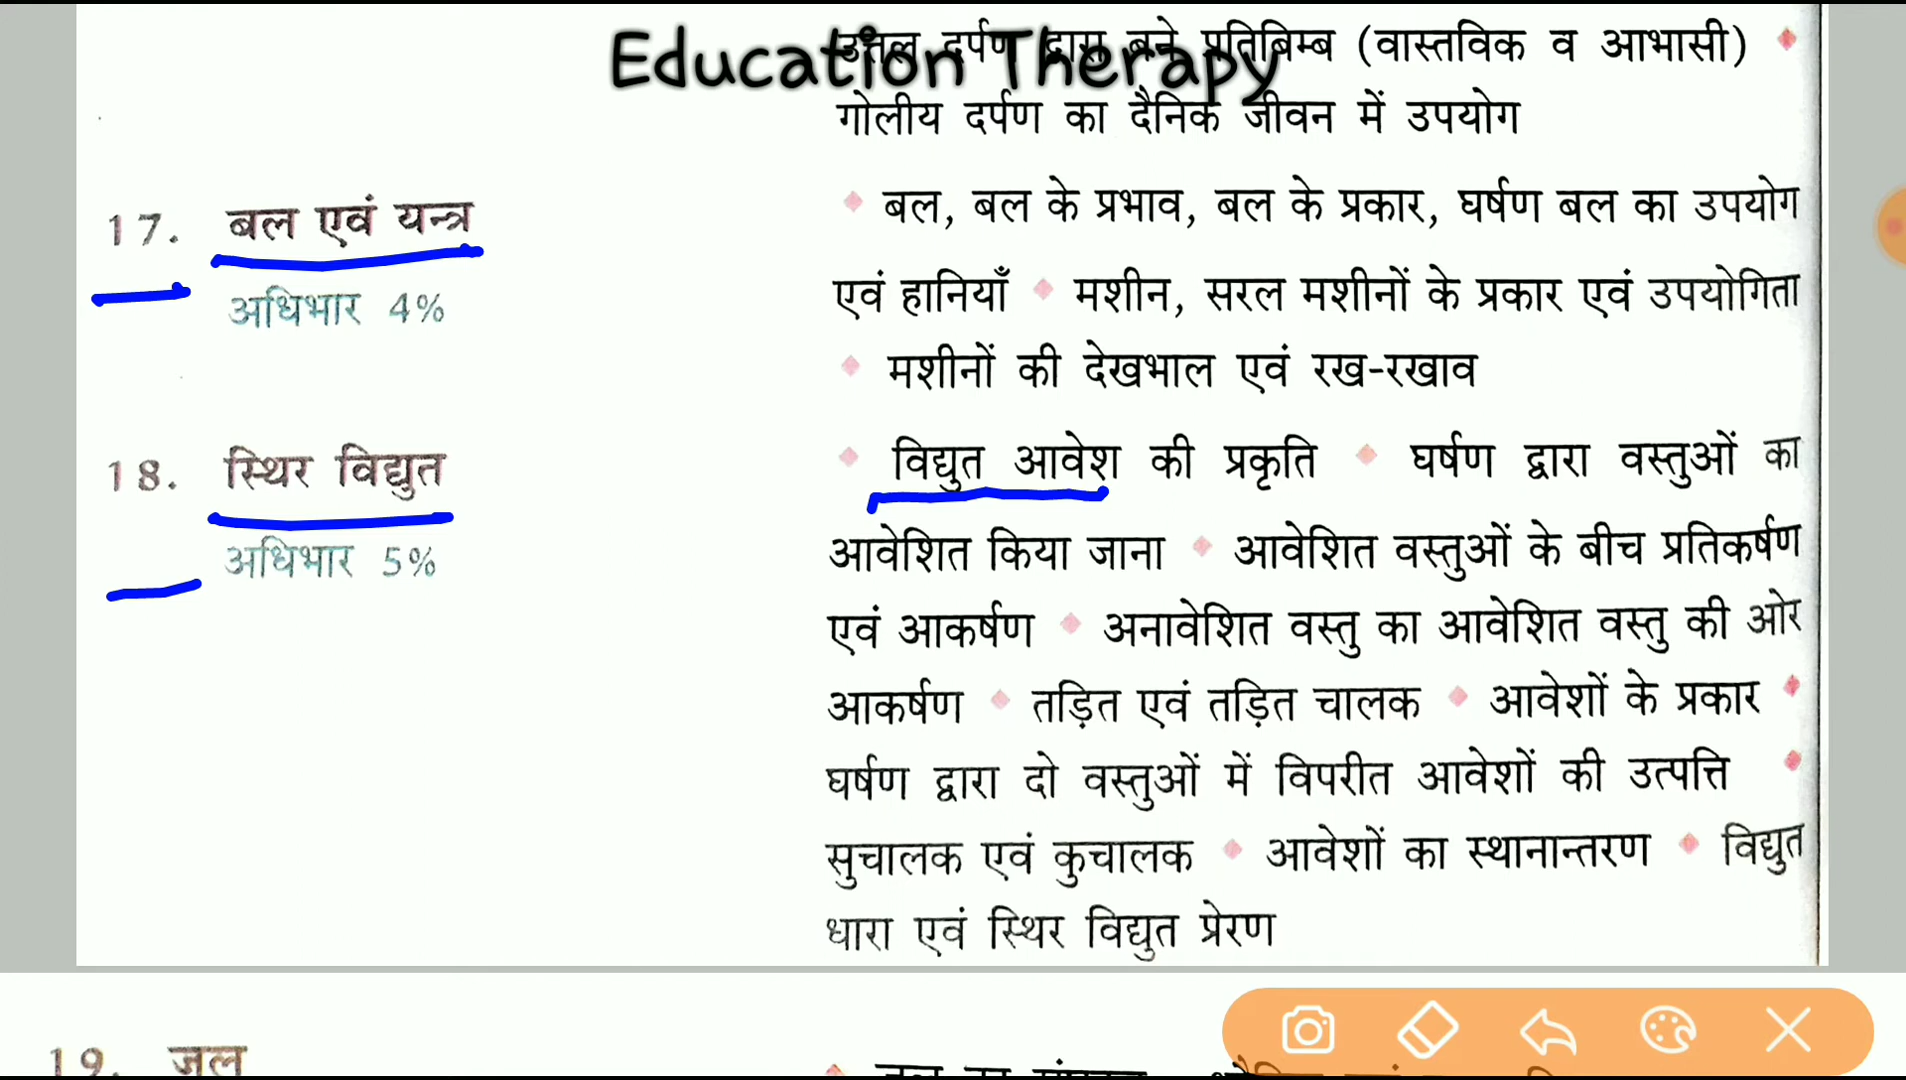 Education Therapy
उत्तल दर्पण द्वारा बने प्रतिबिम्ब (वास्तविक व आभासी)
गोलीय दर्पण का दैनिक जीवन में उपयोग
17. बल एवं यन्त्र
अधिभार 4%
बल, बल के प्रभाव, बल के प्रकार, घर्षण बल का उपयोग
एवं हानियाँ ♦ मशीन, सरल मशीनों के प्रकार एवं उपयोगिता
♦ मशीनों की देखभाल एवं रख-रखाव
18. स्थिर विद्युत
अधिभार 5%
♦ विद्युत आवेश की प्रकृति ♦ घर्षण द्वारा वस्तुओं का
आवेशित किया जाना ♦ आवेशित वस्तुओं के बीच प्रतिकर्षण
एवं आकर्षण ♦ अनावेशित वस्तु का आवेशित वस्तु की ओर
आकर्षण ♦ तड़ित एवं तड़ित चालक ♦ आवेशों के प्रकार ♦
घर्षण द्वारा दो वस्तुओं में विपरीत आवेशों की उत्पत्ति ♦
सुचालक एवं कुचालक ♦ आवेशों का स्थानान्तरण ♦ विद्युत
धारा एवं स्थिर विद्युत प्रेरण
19. जल